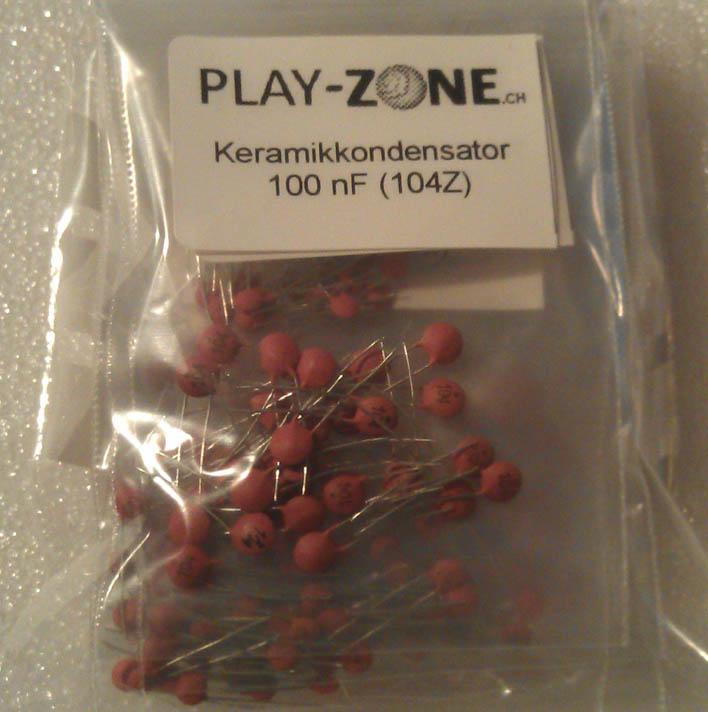 PLAY-ZONE.CH
Keramikkondensator
100 nF (104Z)